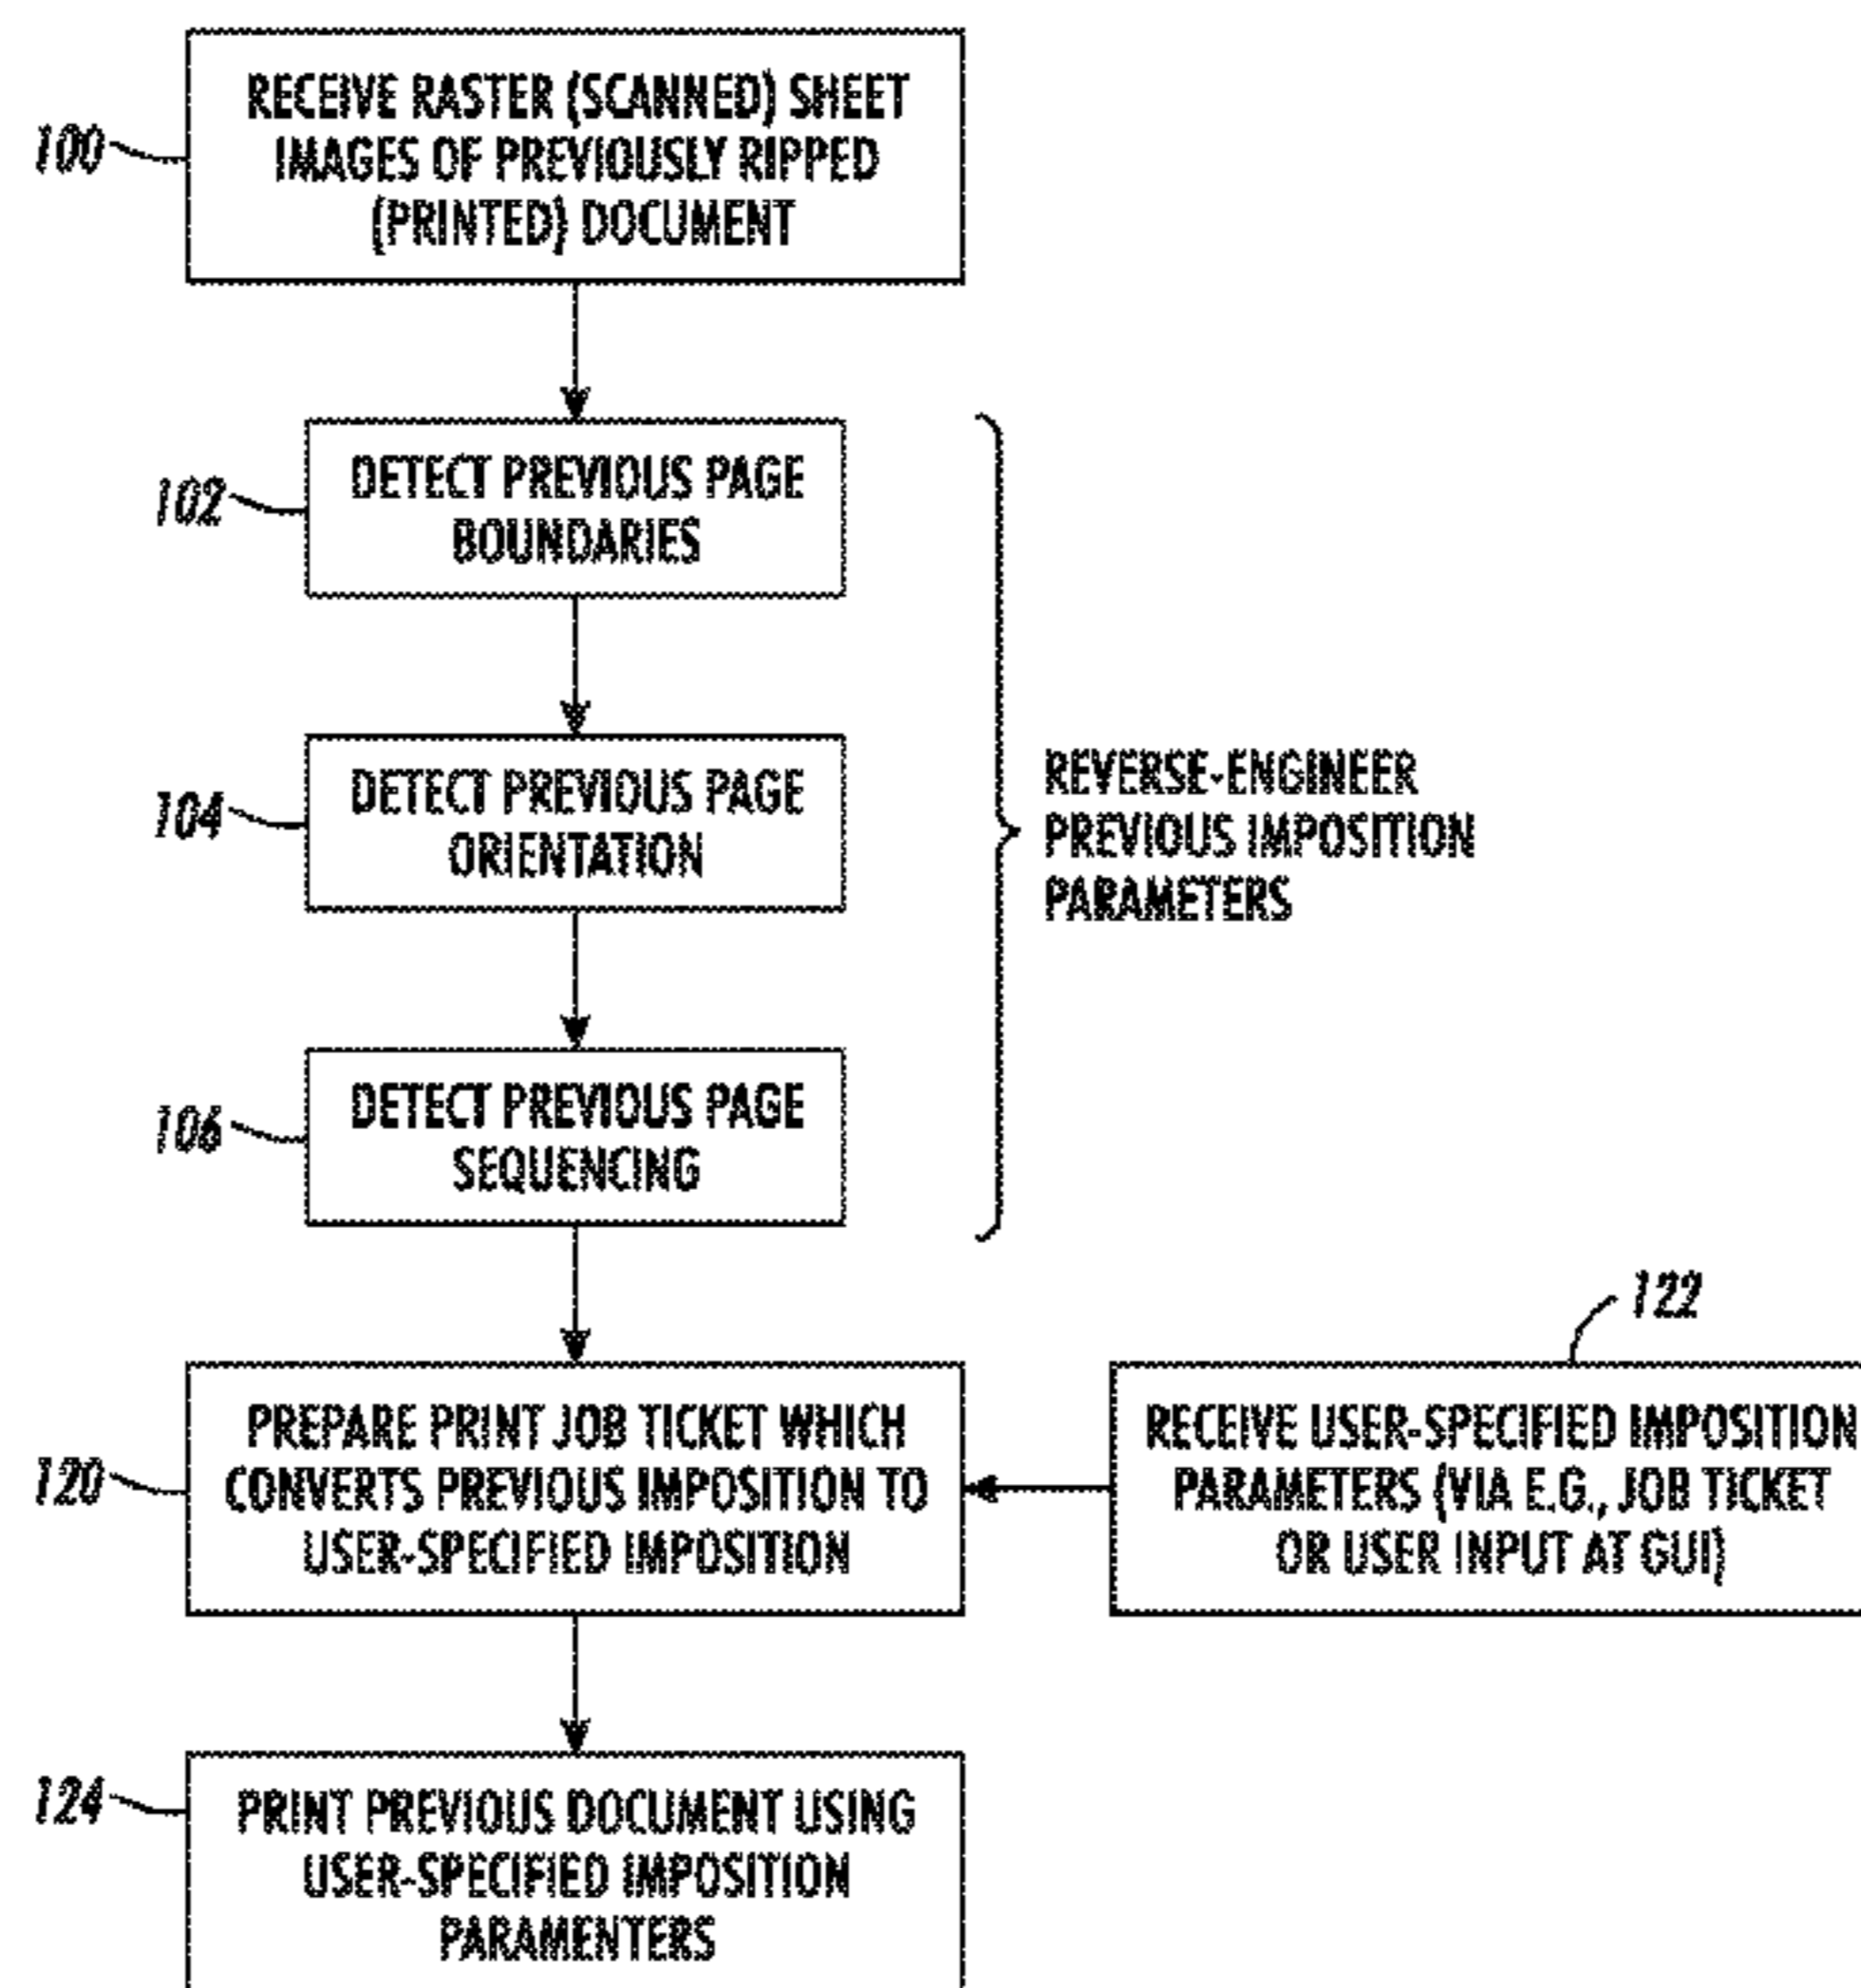 RECEIVE RASTER (SCANNED) SHEET
IMAGES OF PREVIOUSLY RIPPED
(PRINTED) DOCUMENT
100
DETECT PREVIOUS PAGE
BOUNDARIES
102
DETECT PREVIOUS PAGE
ORIENTATION
104
REVERSE-ENGINEER
PREVIOUS IMPOSITION
PARAMETERS
DETECT PREVIOUS PAGE
SEQUENCING
106
122
PREPARE PRINT JOB TICKET WHICH
CONVERTS PREVIOUS IMPOSITION TO
USER-SPECIFIED IMPOSITION
120
RECEIVE USER-SPECIFIED IMPOSITION
PARAMETERS (VIA E.G., JOB TICKET
OR USER INPUT AT GUI)
124
PRINT PREVIOUS DOCUMENT USING
USER-SPECIFIED IMPOSITION
PARAMENTERS